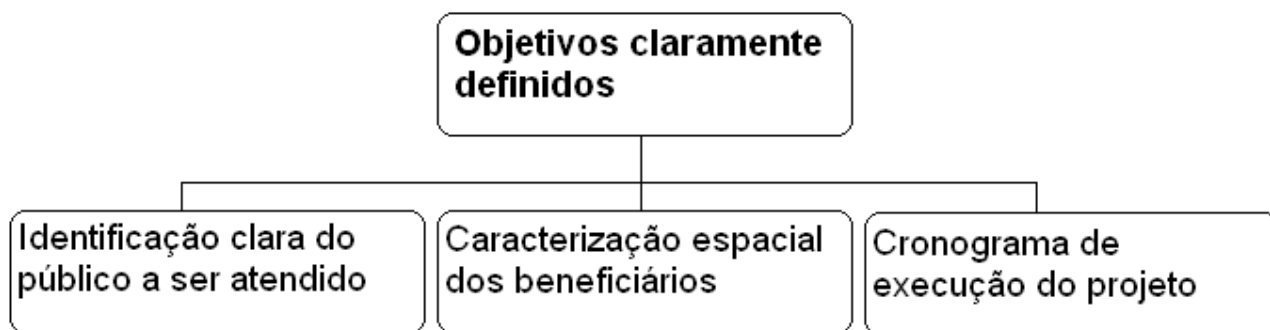 Objetivos claramente
definidos
Identificação clara do
público a ser atendido
Caracterização espacial
dos beneficiários
Cronograma de
execução do projeto